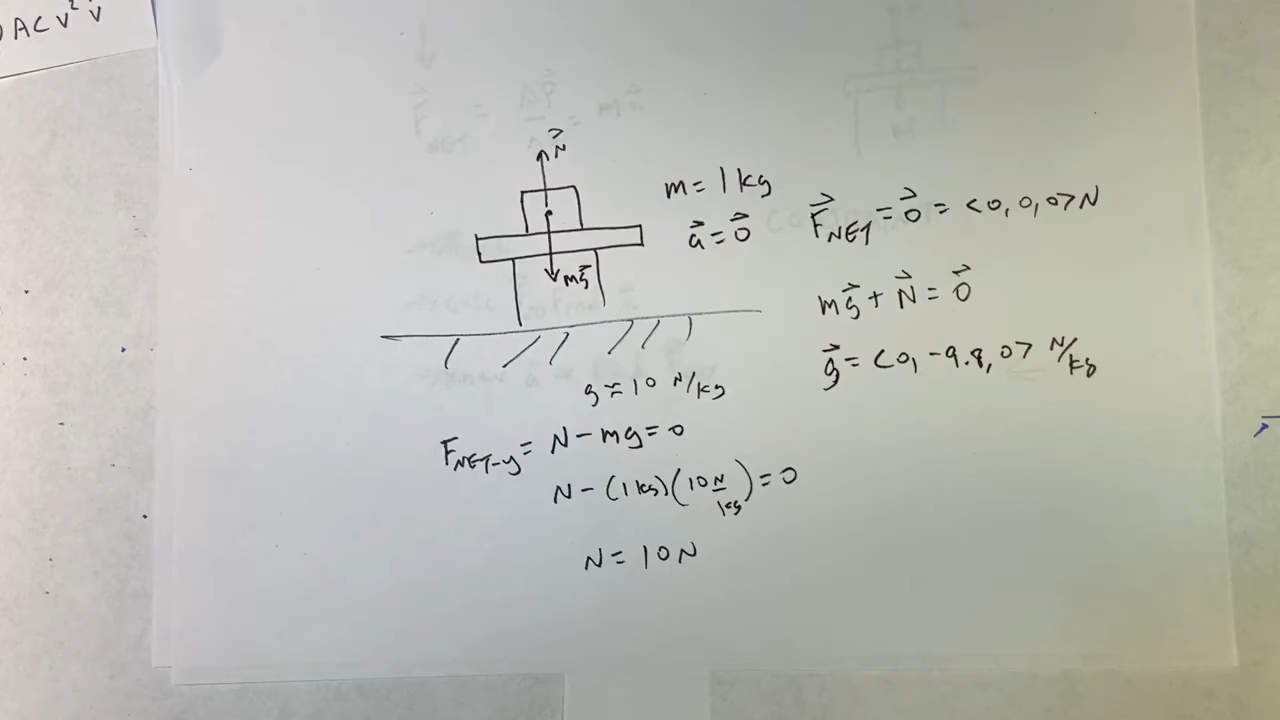 ACv²v̂
N⃗
m = 1 kg
a⃗ = 0⃗
F⃗NET = 0⃗ = <0, 0, 0> N
mg⃗
mg⃗ + N⃗ = 0⃗
g⃗ = <0, -9.8, 0> N/kg
g ≈ 10 N/kg
FNET-y = N - mg = 0
N - (1 kg)(10 N/kg) = 0
N = 10 N